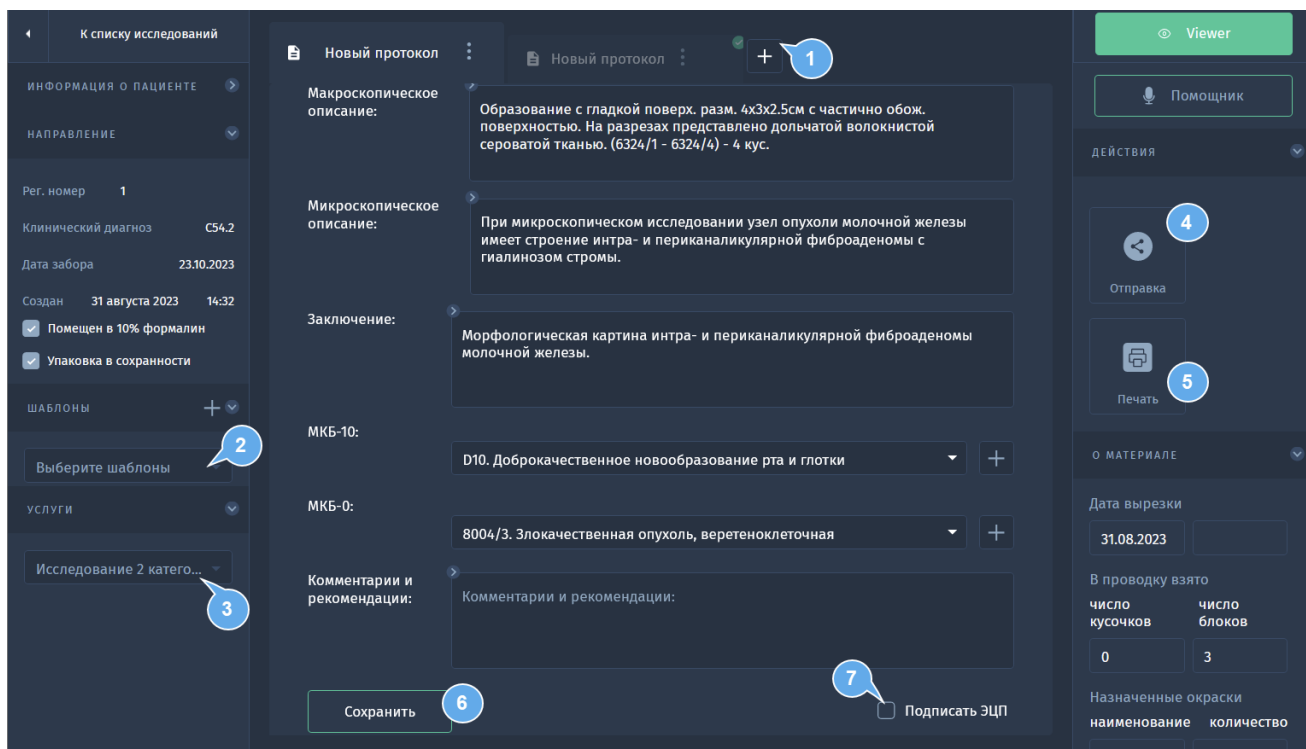 К списку исследований
ИНФОРМАЦИЯ О ПАЦИЕНТЕ
НАПРАВЛЕНИЕ
Рег. номер 1
Клинический диагноз C54.2
Дата забора 23.10.2023
Создан 31 августа 2023 14:32
Помещен в 10% формалин
Упаковка в сохранности
ШАБЛОНЫ
2
Выберите шаблоны
УСЛУГИ
Исследование 2 катего...
3
Новый протокол
Новый протокол
1
Макроскопическое
описание:
Образование с гладкой поверх. разм. 4x3x2.5см с частично обож.
поверхностью. На разрезах представлено дольчатой волокнистой
сероватой тканью. (6324/1 - 6324/4) - 4 кус.
Микроскопическое
описание:
При микроскопическом исследовании узел опухоли молочной железы
имеет строение интра- и периканаликулярной фиброаденомы с
гиалинозом стромы.
Заключение:
Морфологическая картина интра- и периканаликулярной фиброаденомы
молочной железы.
МКБ-10:
D10. Доброкачественное новообразование рта и глотки
МКБ-0:
8004/3. Злокачественная опухоль, веретеноклеточная
Комментарии и
рекомендации:
Комментарии и рекомендации:
Сохранить
6
7
Подписать ЭЦП
Viewer
Помощник
ДЕЙСТВИЯ
4
Отправка
5
Печать
О МАТЕРИАЛЕ
Дата вырезки
31.08.2023
В проводку взято
число
кусочков
число
блоков
0 3
Назначенные окраски
наименование количество